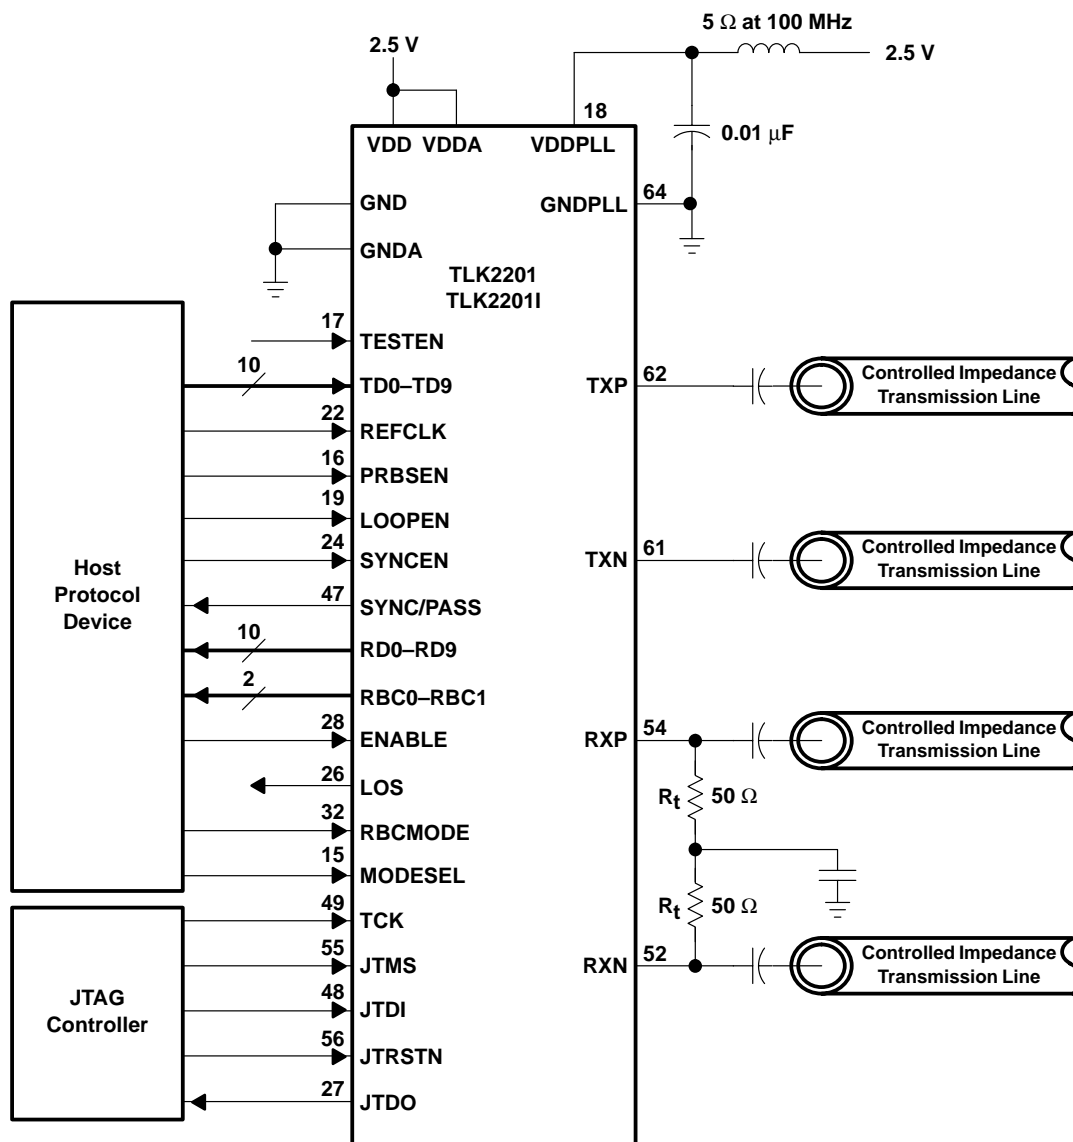 5 Ω at 100 MHz
2.5 V
2.5 V
18
0.01 µF
VDD VDDA VDDPLL
GND
GNDPLL
64
GNDA
TLK2201
TLK2201I
17
TESTEN
10
TD0–TD9
TXP
62
Controlled Impedance
Transmission Line
22
REFCLK
16
PRBSEN
19
LOOPEN
24
SYNCEN
TXN
61
Controlled Impedance
Transmission Line
Host
Protocol
Device
47
SYNC/PASS
10
RD0–RD9
2
RBC0–RBC1
28
ENABLE
RXP
54
Controlled Impedance
Transmission Line
26
LOS
Rt 50 Ω
32
RBCMODE
15
MODESEL
49
TCK
Rt 50 Ω
55
JTMS
RXN
52
Controlled Impedance
Transmission Line
JTAG
Controller
48
JTDI
56
JTRSTN
27
JTDO